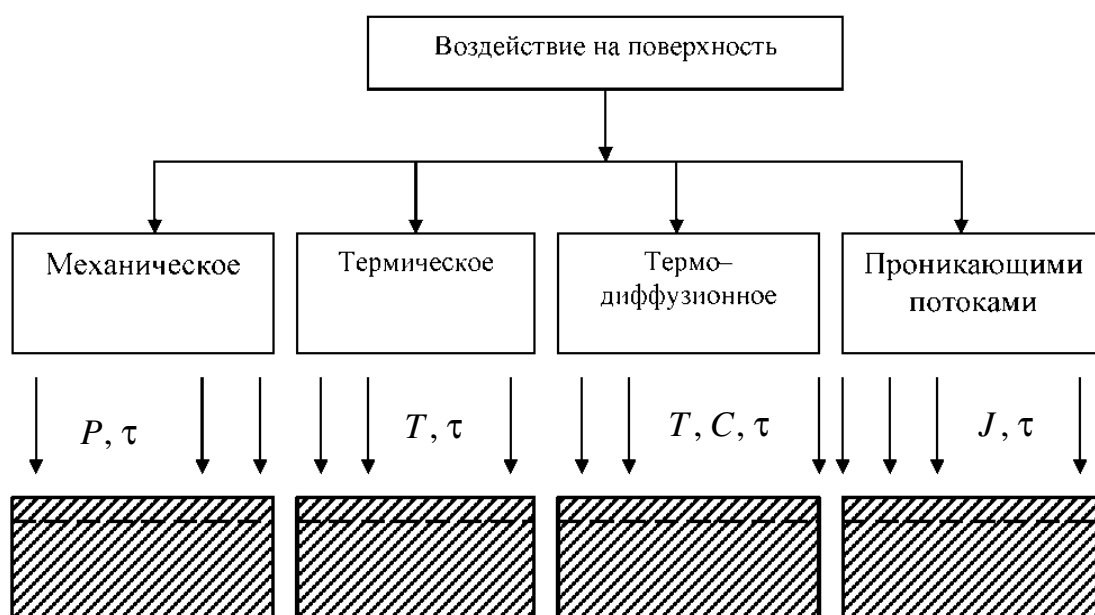 Воздействие на поверхность
Механическое
Термическое
Термо–
диффузионное
Проникающими
потоками
P, τ
T, τ
T, C, τ
J, τ